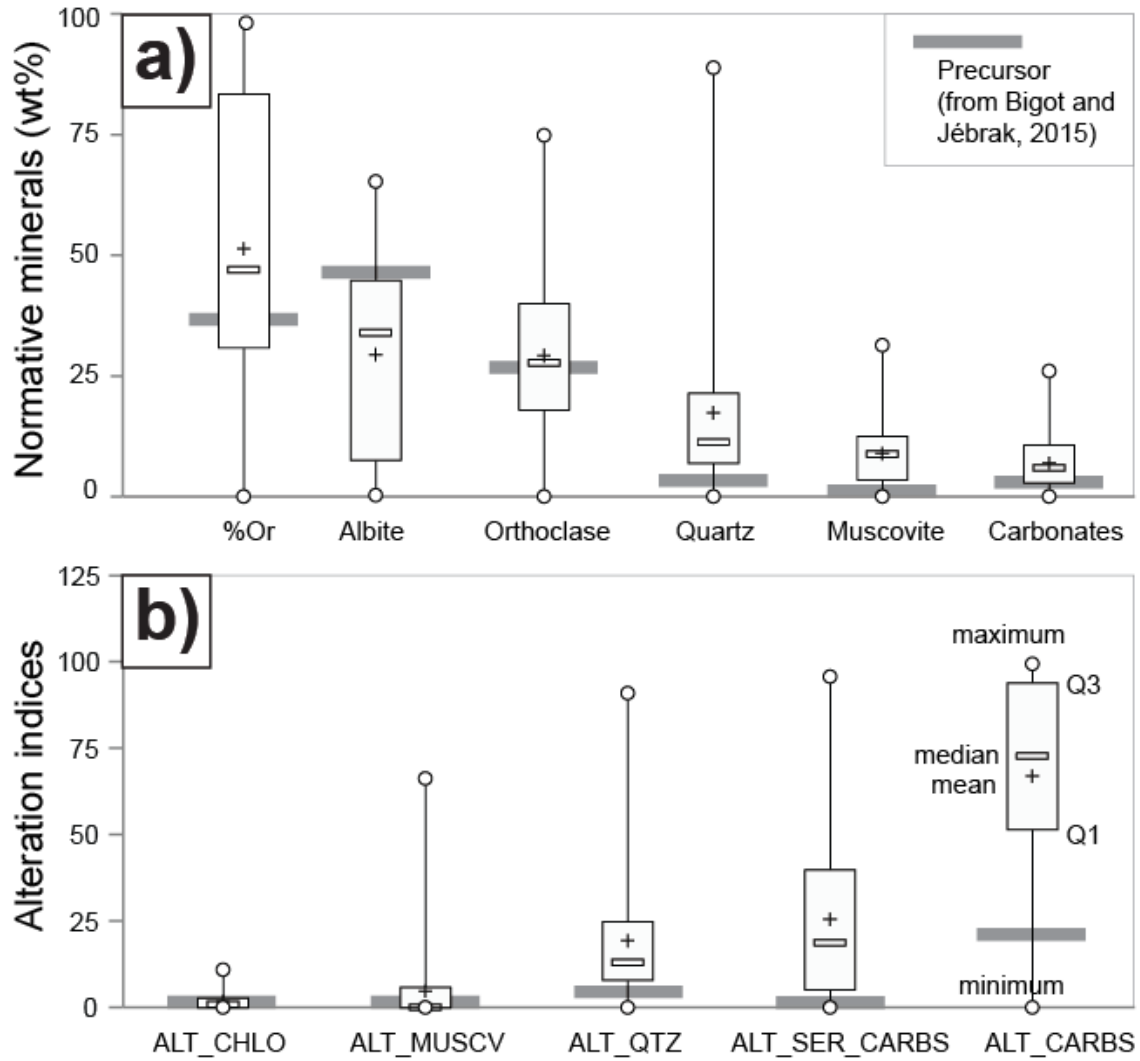 a)
Normative minerals (wt%)
100
75
50
25
0
Precursor
(from Bigot and
Jébrak, 2015)
%Or
Albite
Orthoclase
Quartz
Muscovite
Carbonates
b)
Alteration indices
125
100
75
50
25
0
maximum
Q3
median
mean
Q1
minimum
ALT_CHLO
ALT_MUSCV
ALT_QTZ
ALT_SER_CARBS
ALT_CARBS